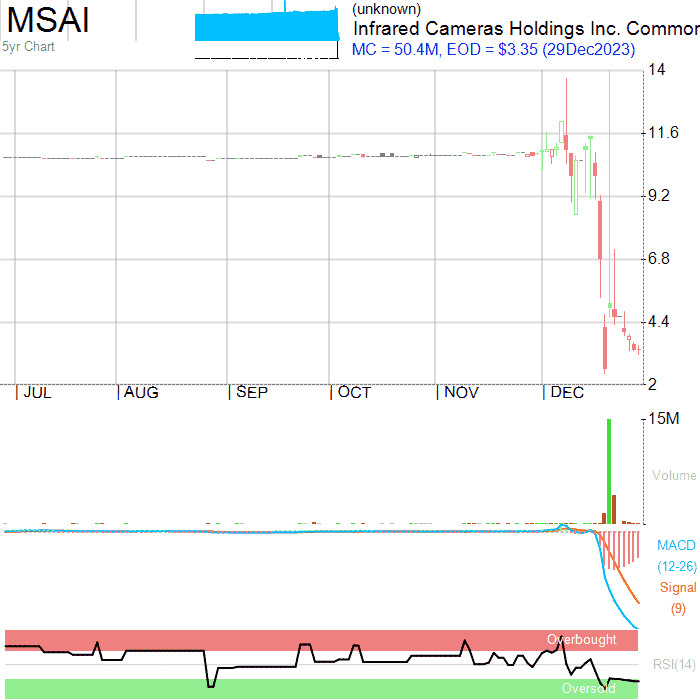 MSAI
5yr Chart
(unknown)
Infrared Cameras Holdings Inc. Common
MC = 50.4M, EOD = $3.35 (29Dec2023)
14
11.6
9.2
6.8
4.4
2
JUL AUG SEP OCT NOV DEC
15M
Volume
MACD
(12-26)
Signal
(9)
Overbought
RSI(14)
Oversold